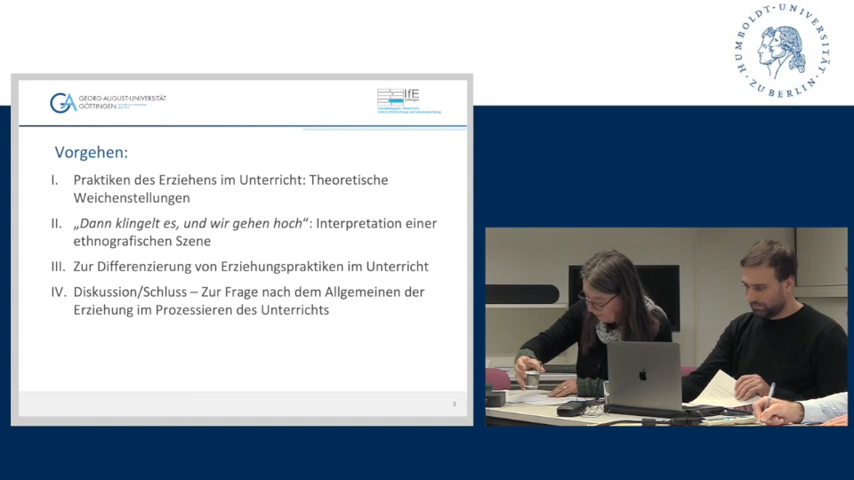 HUMBOLDT-UNIVERSITÄT
ZU BERLIN
GEORG-AUGUST-UNIVERSITÄT
GÖTTINGEN
IfE
Göttingen
Vorgehen:
I. Praktiken des Erziehens im Unterricht: Theoretische
Weichenstellungen
II. „Dann klingelt es, und wir gehen hoch“: Interpretation einer
ethnografischen Szene
III. Zur Differenzierung von Erziehungspraktiken im Unterricht
IV. Diskussion/Schluss – Zur Frage nach dem Allgemeinen der
Erziehung im Prozessieren des Unterrichts
3